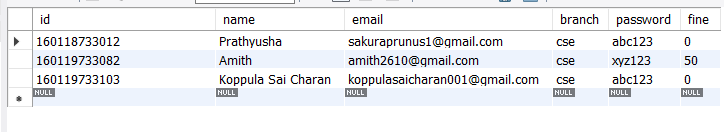 id name email branch password fine
160118733012 Prathyusha sakuraprunus1@gmail.com cse abc123 0
160119733082 Amith amith2610@gmail.com cse xyz123 50
160119733103 Koppula Sai Charan koppulasaicharan001@gmail.com cse abc123 0
NULL NULL NULL NULL NULL NULL